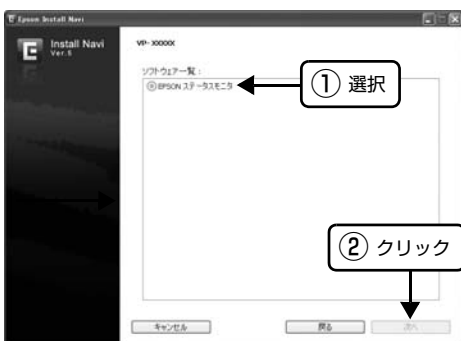 Epson Install Navi
Install Navi
Ver.5
VP-XXXXX
ソフトウェア一覧：
EPSON ステータスモニタ
① 選択
② クリック
キャンセル
戻る
次へ